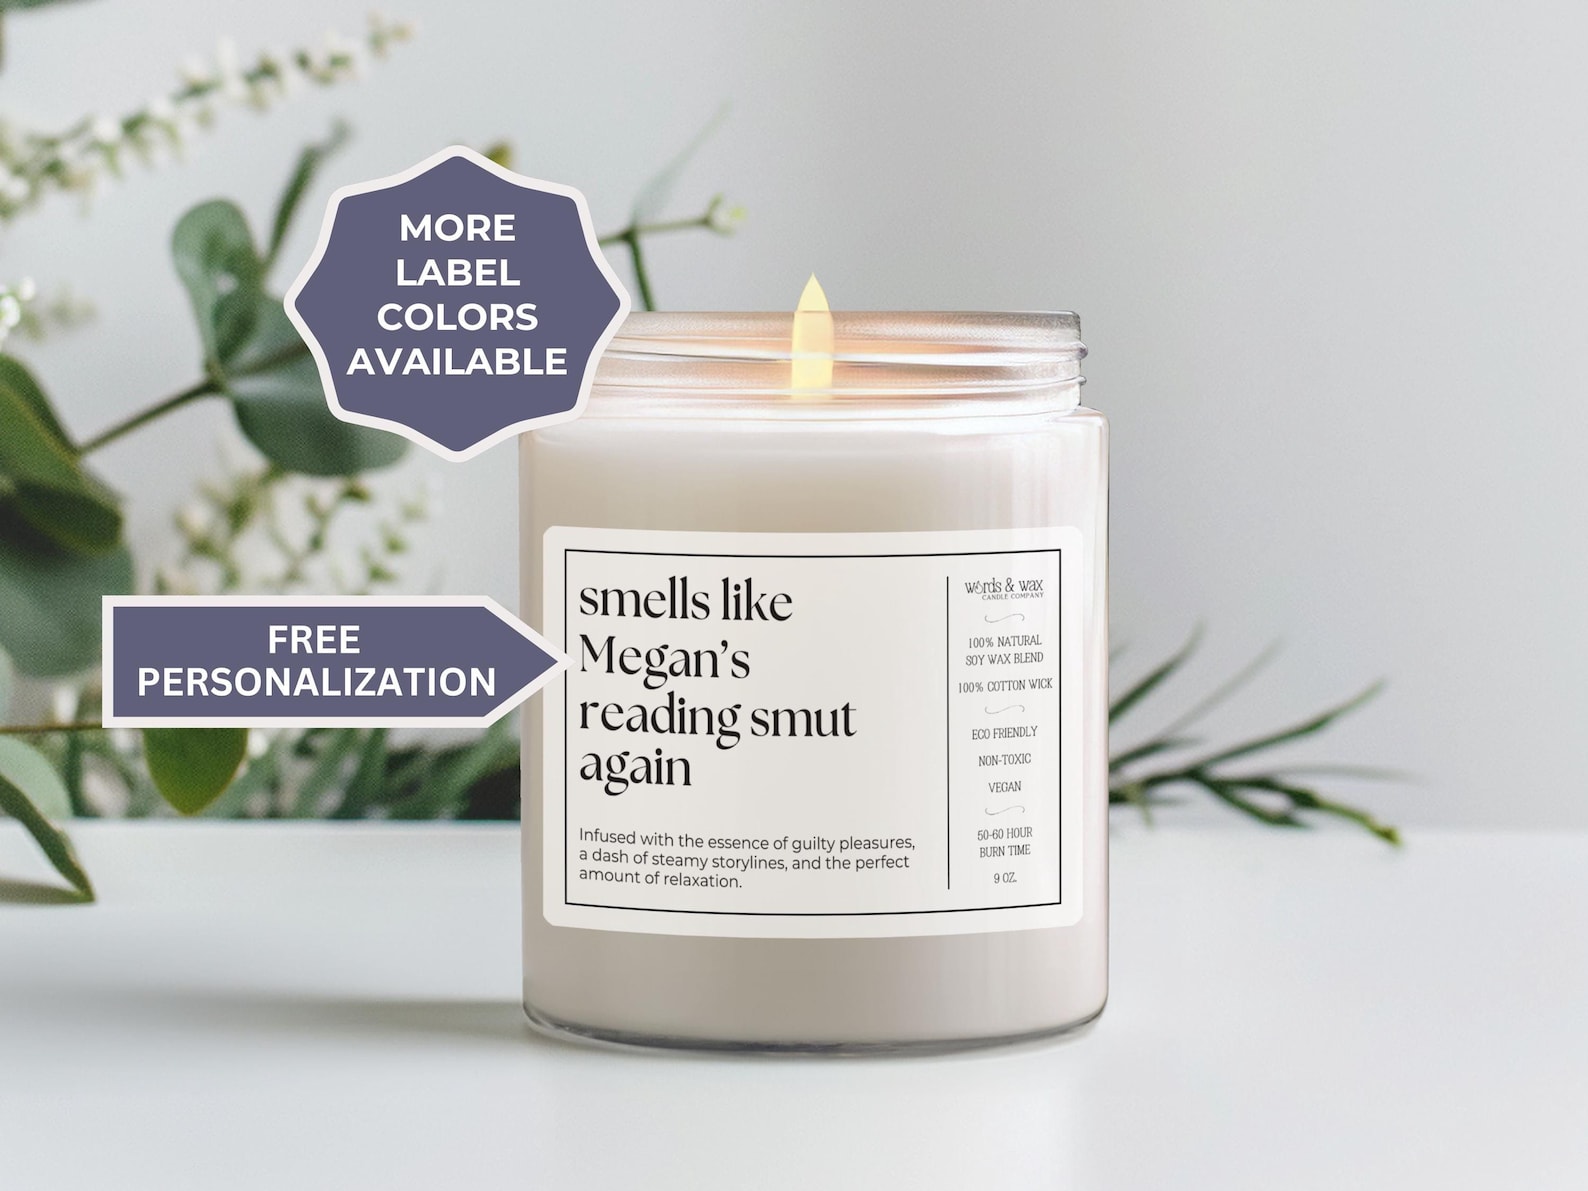 MORE
LABEL
COLORS
AVAILABLE
FREE
PERSONALIZATION
smells like
Megan's
reading smut
again
Infused with the essence of guilty pleasures,
a dash of steamy storylines, and the perfect
amount of relaxation.
words & wax
CANDLE COMPANY
100% NATURAL
SOY WAX BLEND
100% COTTON WICK
ECO FRIENDLY
NON-TOXIC
VEGAN
50-60 HOUR
BURN TIME
9 OZ.